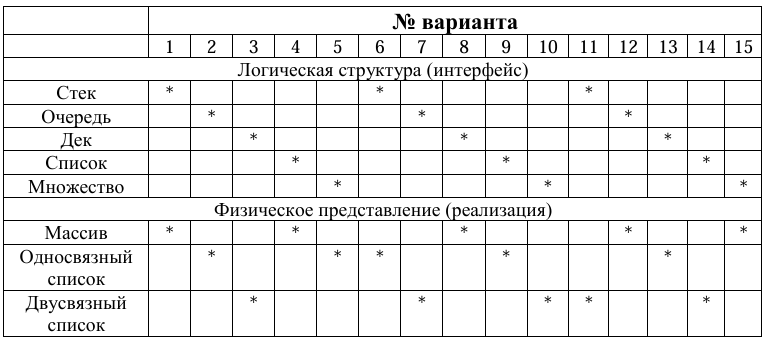 № варианта
1 2 3 4 5 6 7 8 9 10 11 12 13 14 15
Логическая структура (интерфейс)
Стек * * *
Очередь * * *
Дек * * *
Список * * *
Множество * * *
Физическое представление (реализация)
Массив * * * * *
Односвязный * * * * *
список
Двусвязный * * * * *
список